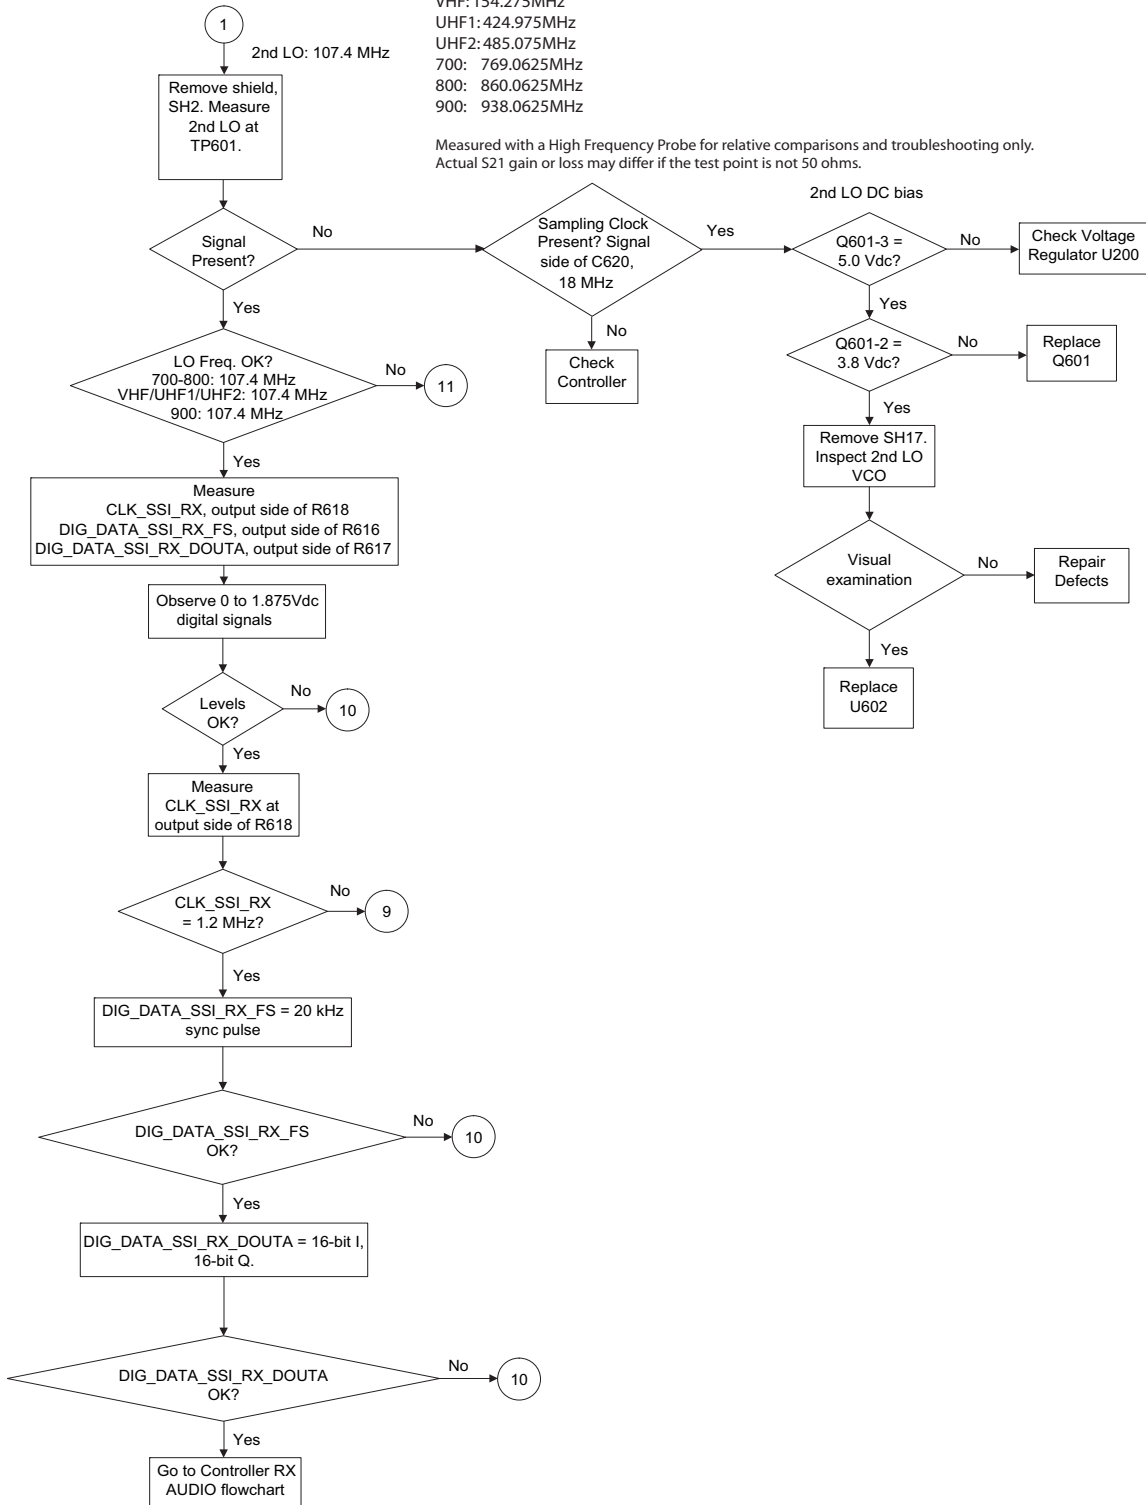 VHF: 154.275MHz
UHF1: 424.975MHz
UHF2: 485.075MHz
700: 769.0625MHz
800: 860.0625MHz
900: 938.0625MHz
Measured with a High Frequency Probe for relative comparisons and troubleshooting only.
Actual S21 gain or loss may differ if the test point is not 50 ohms.
1
2nd LO: 107.4 MHz
Remove shield,
SH2. Measure
2nd LO at
TP601.
Signal
Present?
No
Yes
Sampling Clock
Present? Signal
side of C620,
18 MHz
Yes
No
Check
Controller
2nd LO DC bias
Q601-3 =
5.0 Vdc?
No
Check Voltage
Regulator U200
Yes
Q601-2 =
3.8 Vdc?
No
Replace
Q601
Yes
Remove SH17.
Inspect 2nd LO
VCO
Visual
examination
No
Repair
Defects
Yes
Replace
U602
LO Freq. OK?
700-800: 107.4 MHz
VHF/UHF1/UHF2: 107.4 MHz
900: 107.4 MHz
No
11
Yes
Measure
CLK_SSI_RX, output side of R618
DIG_DATA_SSI_RX_FS, output side of R616
DIG_DATA_SSI_RX_DOUTA, output side of R617
Observe 0 to 1.875Vdc
digital signals
Levels
OK?
No
10
Yes
Measure
CLK_SSI_RX at
output side of R618
CLK_SSI_RX
= 1.2 MHz?
No
9
Yes
DIG_DATA_SSI_RX_FS = 20 kHz
sync pulse
DIG_DATA_SSI_RX_FS
OK?
No
10
Yes
DIG_DATA_SSI_RX_DOUTA = 16-bit I,
16-bit Q.
DIG_DATA_SSI_RX_DOUTA
OK?
No
10
Yes
Go to Controller RX
AUDIO flowchart